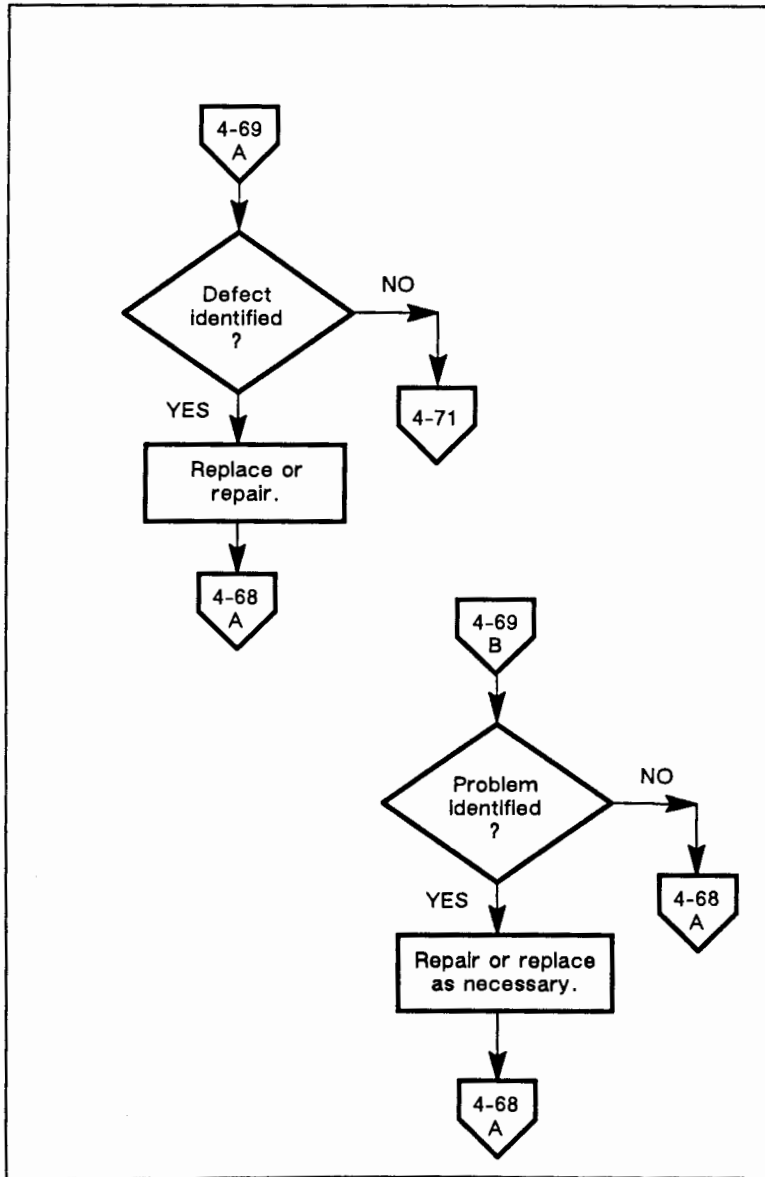 4-69
A
Defect
identified
?
NO
YES
4-71
Replace or
repair.
4-68
A
4-69
B
Problem
identified
?
NO
YES
4-68
A
Repair or replace
as necessary.
4-68
A